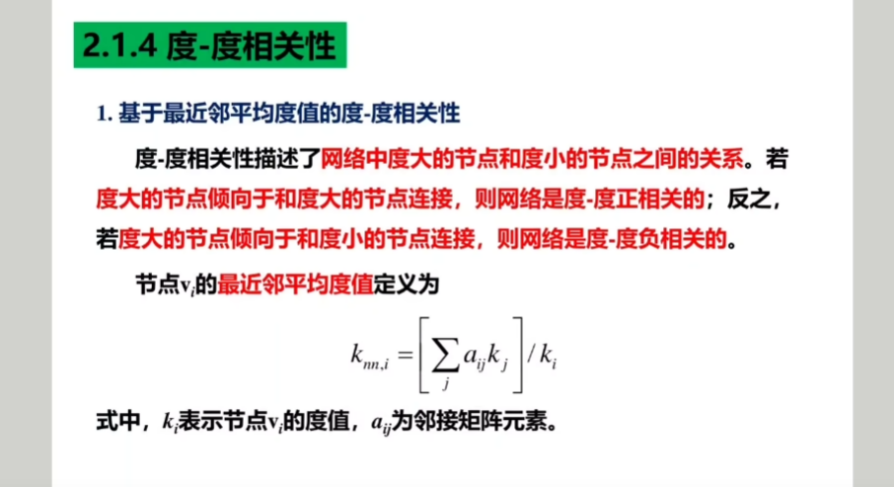 2.1.4 度-度相关性
1. 基于最近邻平均度值的度-度相关性
度-度相关性描述了网络中度大的节点和度小的节点之间的关系。若
度大的节点倾向于和度大的节点连接，则网络是度-度正相关的；反之，
若度大的节点倾向于和度小的节点连接，则网络是度-度负相关的。
节点vᵢ的最近邻平均度值定义为
k_{nn,i} = [∑_j a_{ij}k_j] / k_i
式中，kᵢ表示节点vᵢ的度值，a_{ij}为邻接矩阵元素。